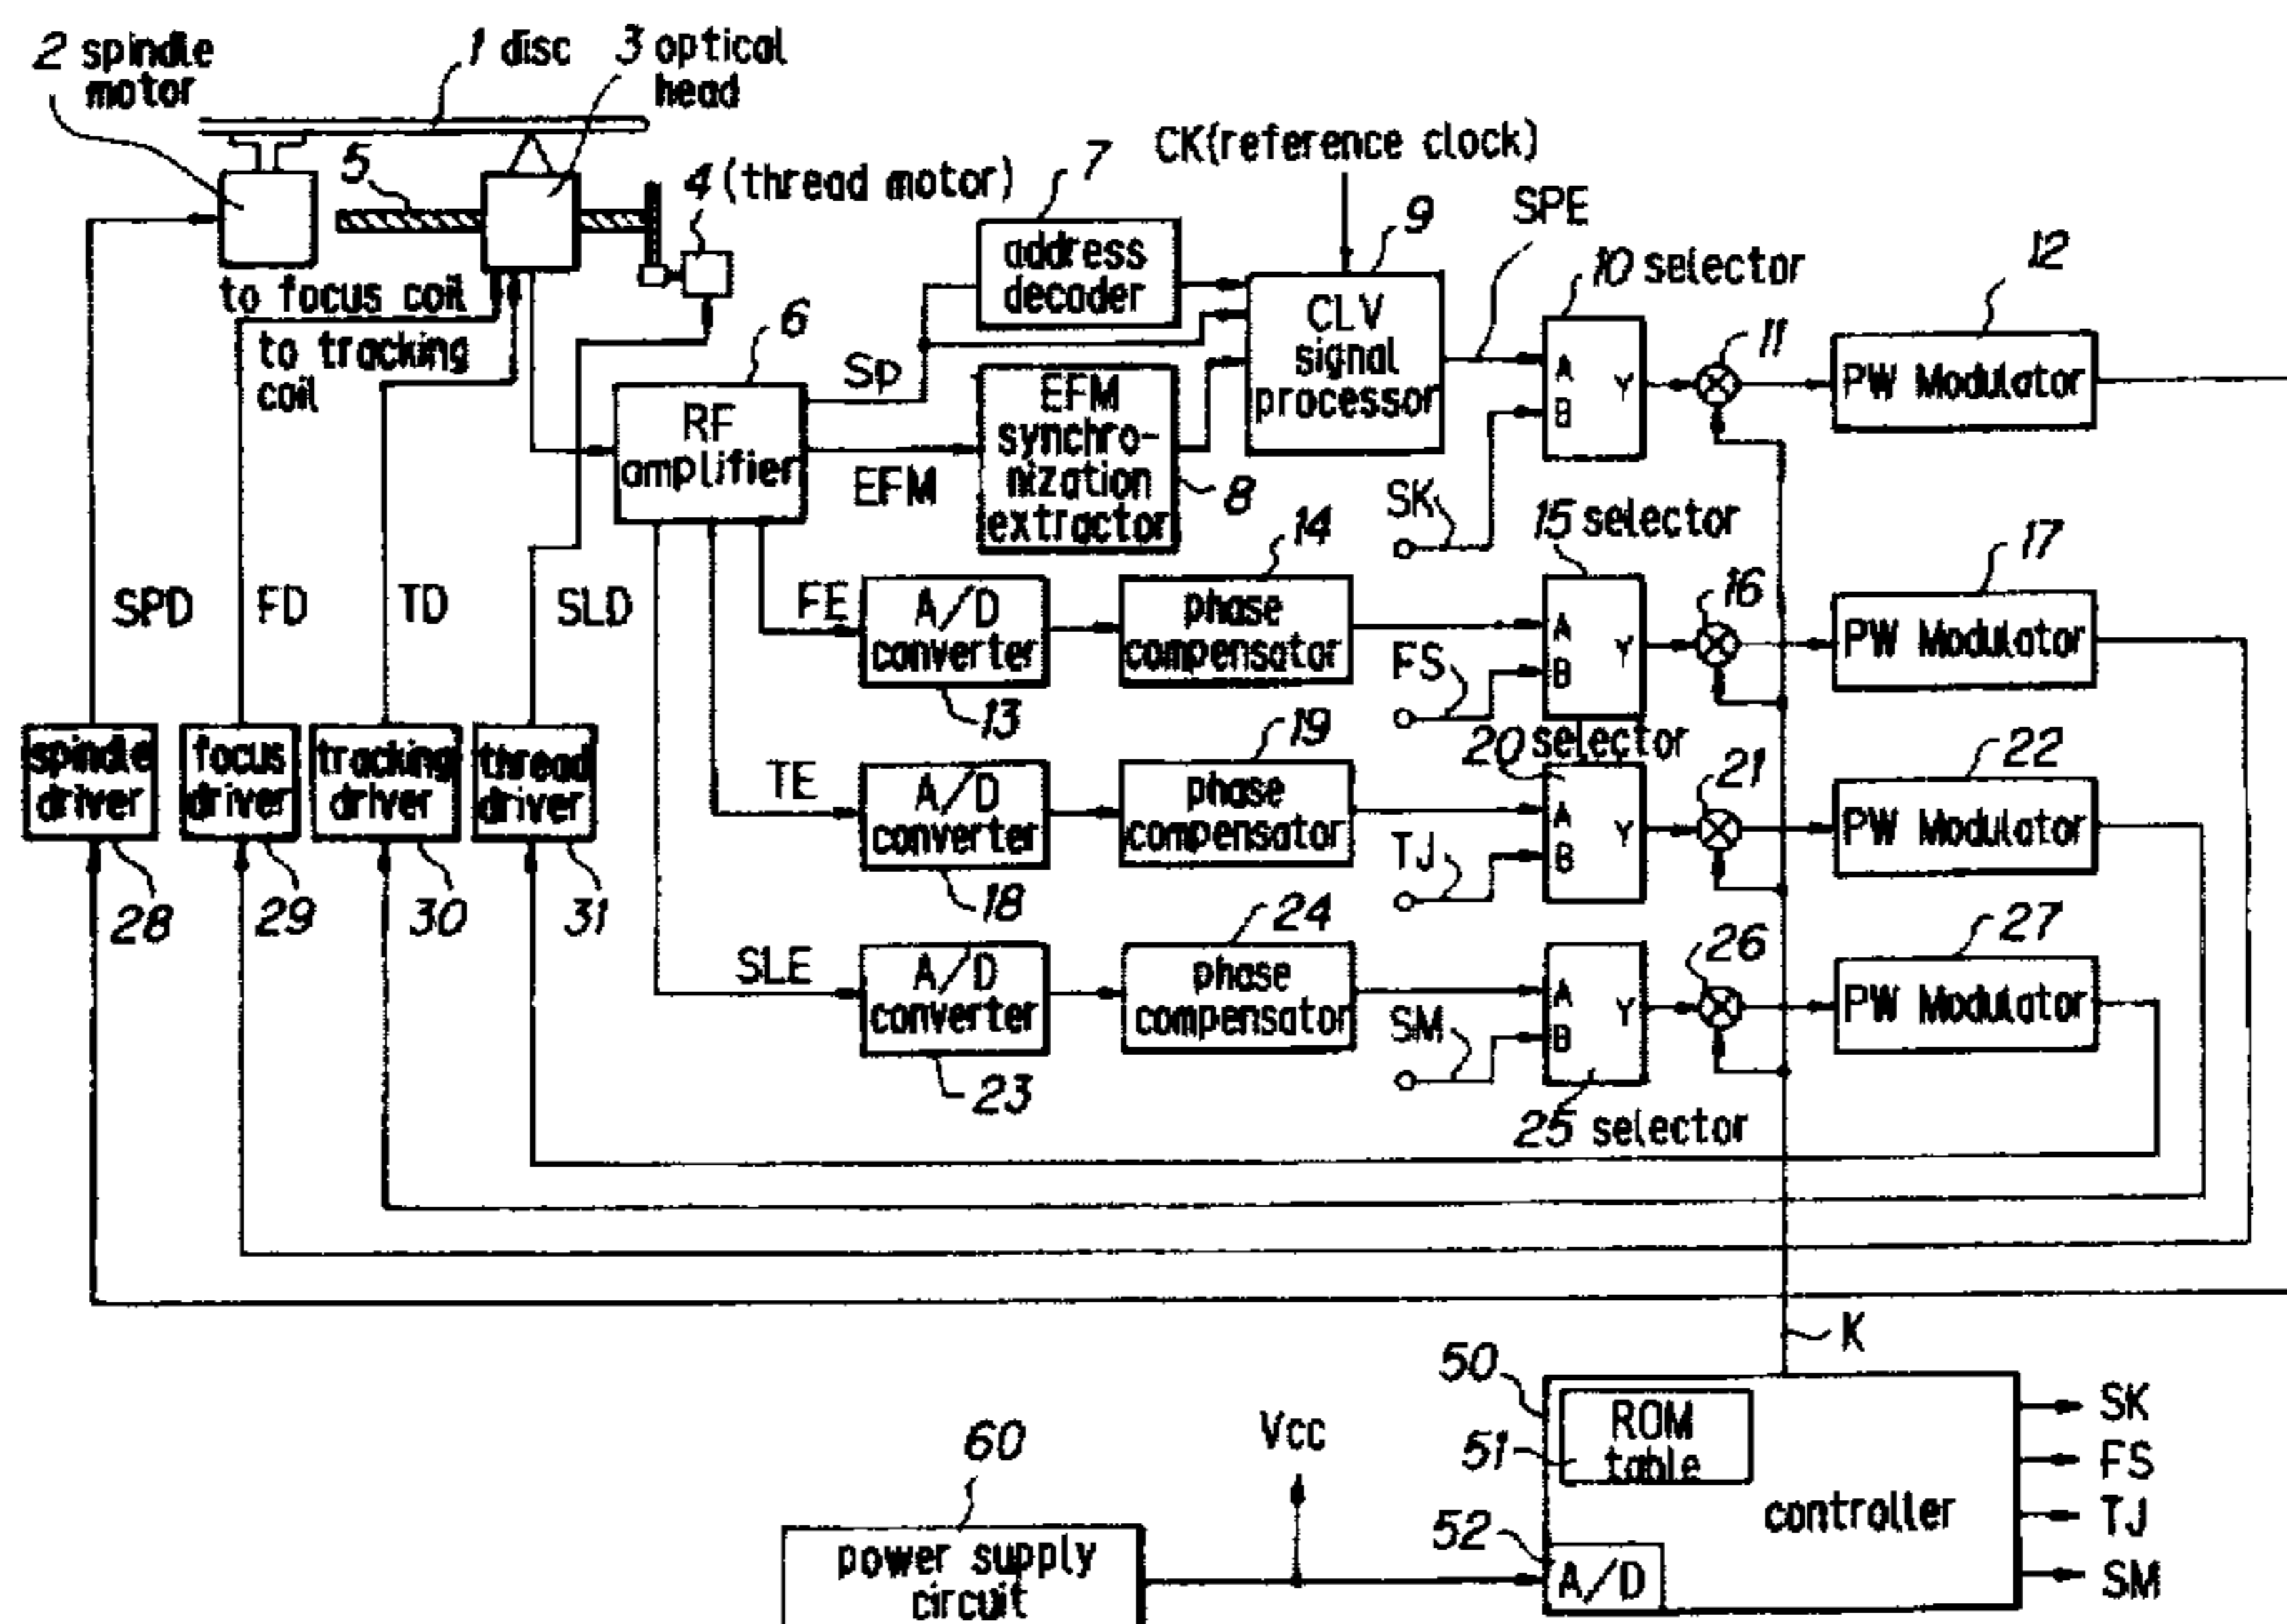 2 spindle
motor
1 disc
3 optical
head
5
4 (thread motor)
7
CK(reference clock)
9
SPE
10 selector
12
address
decoder
to focus coil
to tracking
coil
6
Sp
CLV
signal
processor
A
B
Y
11
PW Modulator
RF
amplifier
EFM
EFM
synchro-
nization
extractor
8
SK
15 selector
14
17
SPD
FD
TD
SLD
FE
A/D
converter
13
phase
compensator
FS
A
B
Y
16
PW Modulator
19
20 selector
22
spindle
driver
28
focus
driver
29
tracking
driver
30
thread
driver
31
TE
A/D
converter
18
phase
compensator
TJ
A
B
Y
21
PW Modulator
24
26
27
SLE
A/D
converter
23
phase
compensator
SM
A
B
Y
25 selector
PW Modulator
K
50
ROM
table
51
controller
52
A/D
SK
FS
TJ
SM
Vcc
60
power supply
circuit